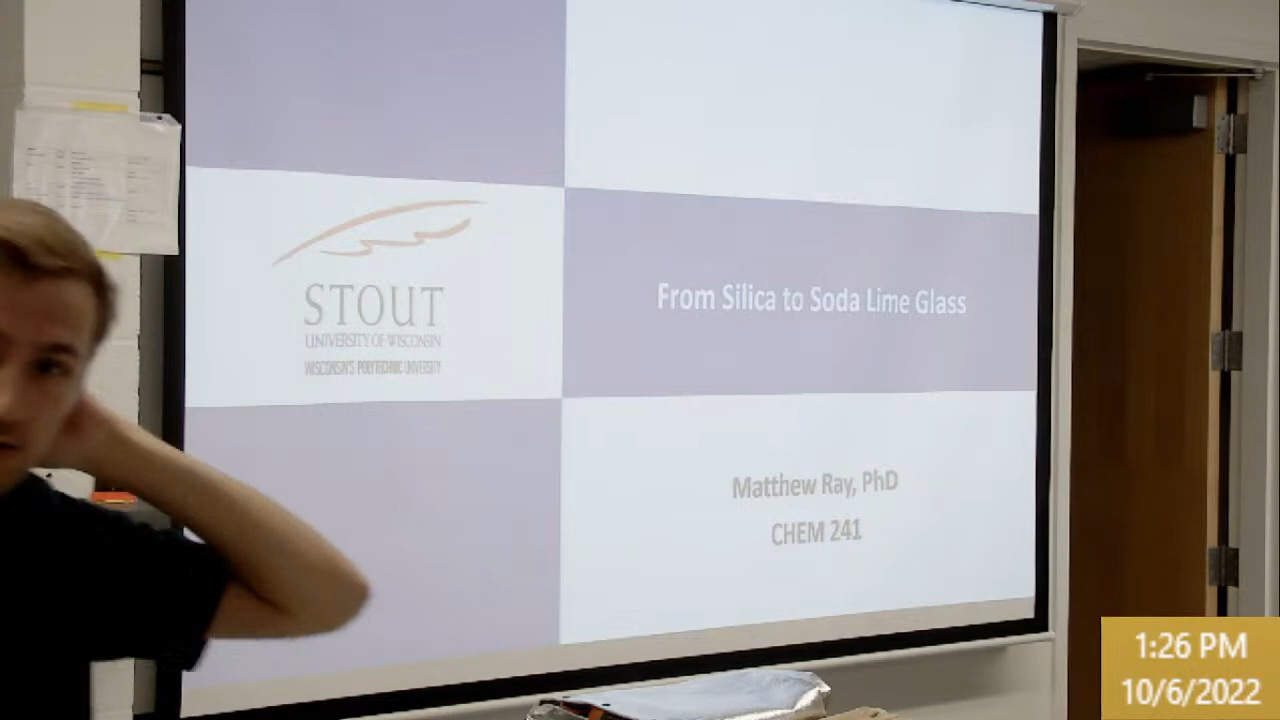 STOUT
UNIVERSITY OF WISCONSIN
WISCONSIN'S POLYTECHNIC UNIVERSITY
From Silica to Soda Lime Glass
Matthew Ray, PhD
CHEM 241
1:26 PM
10/6/2022